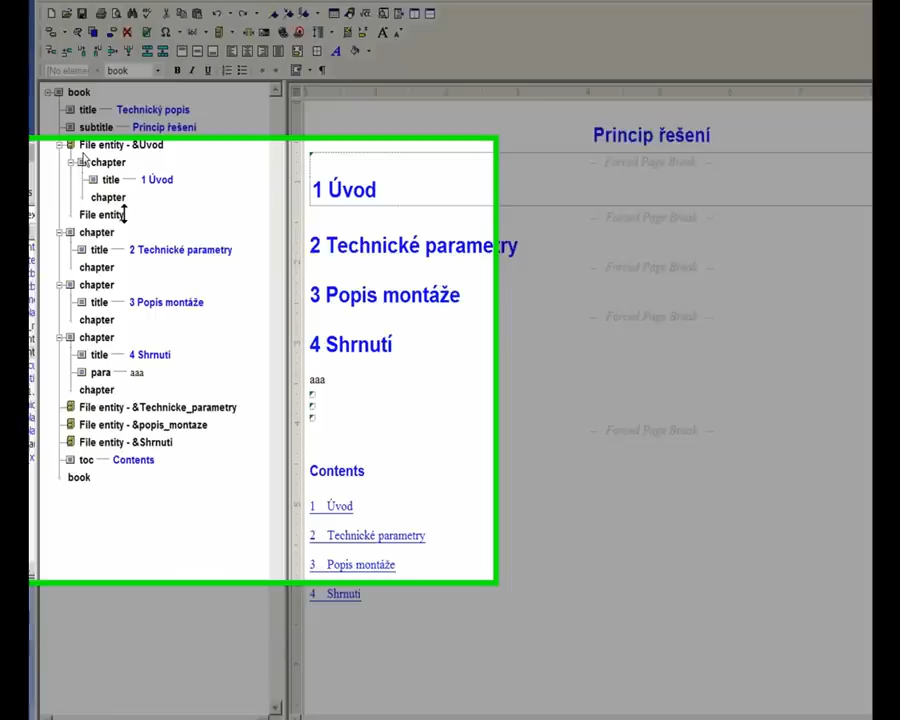 [No eleme
book
B I U
book
title Technický popis
subtitle Princip řešení
File entity - &Uvod
chapter
title 1 Úvod
chapter
File entity
chapter
title 2 Technické parametry
chapter
chapter
title 3 Popis montáže
chapter
chapter
title 4 Shrnutí
para aaa
chapter
File entity - &Technicke_parametry
File entity - &popis_montaze
File entity - &Shrnuti
toc Contents
book
Princip řešení
Forced Page Break
1 Úvod
Forced Page Break
2 Technické parametry
Forced Page Break
3 Popis montáže
Forced Page Break
4 Shrnutí
aaa
Forced Page Break
Contents
1 Úvod
2 Technické parametry
3 Popis montáže
4 Shrnutí